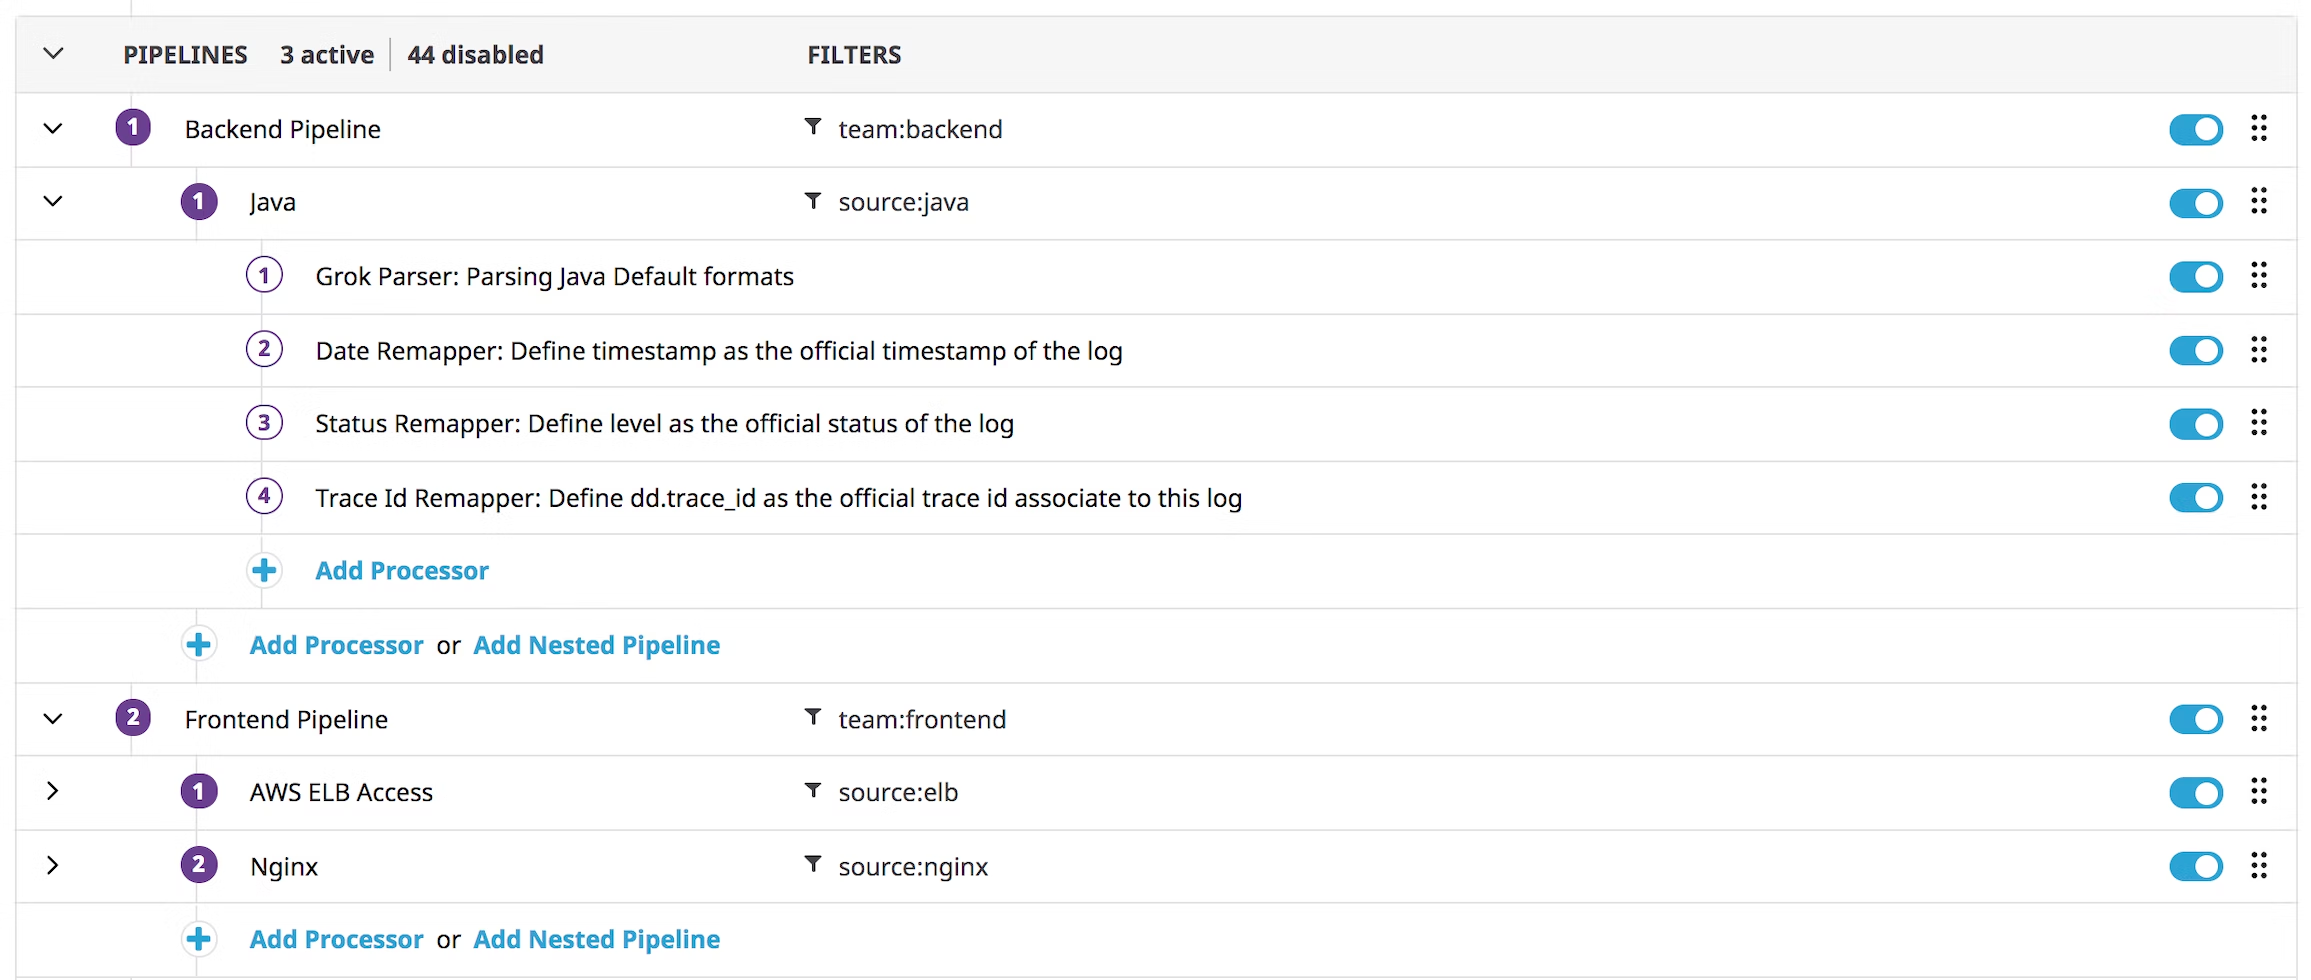 PIPELINES 3 active 44 disabled FILTERS
1 Backend Pipeline team:backend
1 Java source:java
1 Grok Parser: Parsing Java Default formats
2 Date Remapper: Define timestamp as the official timestamp of the log
3 Status Remapper: Define level as the official status of the log
4 Trace Id Remapper: Define dd.trace_id as the official trace id associate to this log
Add Processor
Add Processor or Add Nested Pipeline
2 Frontend Pipeline team:frontend
1 AWS ELB Access source:elb
2 Nginx source:nginx
Add Processor or Add Nested Pipeline